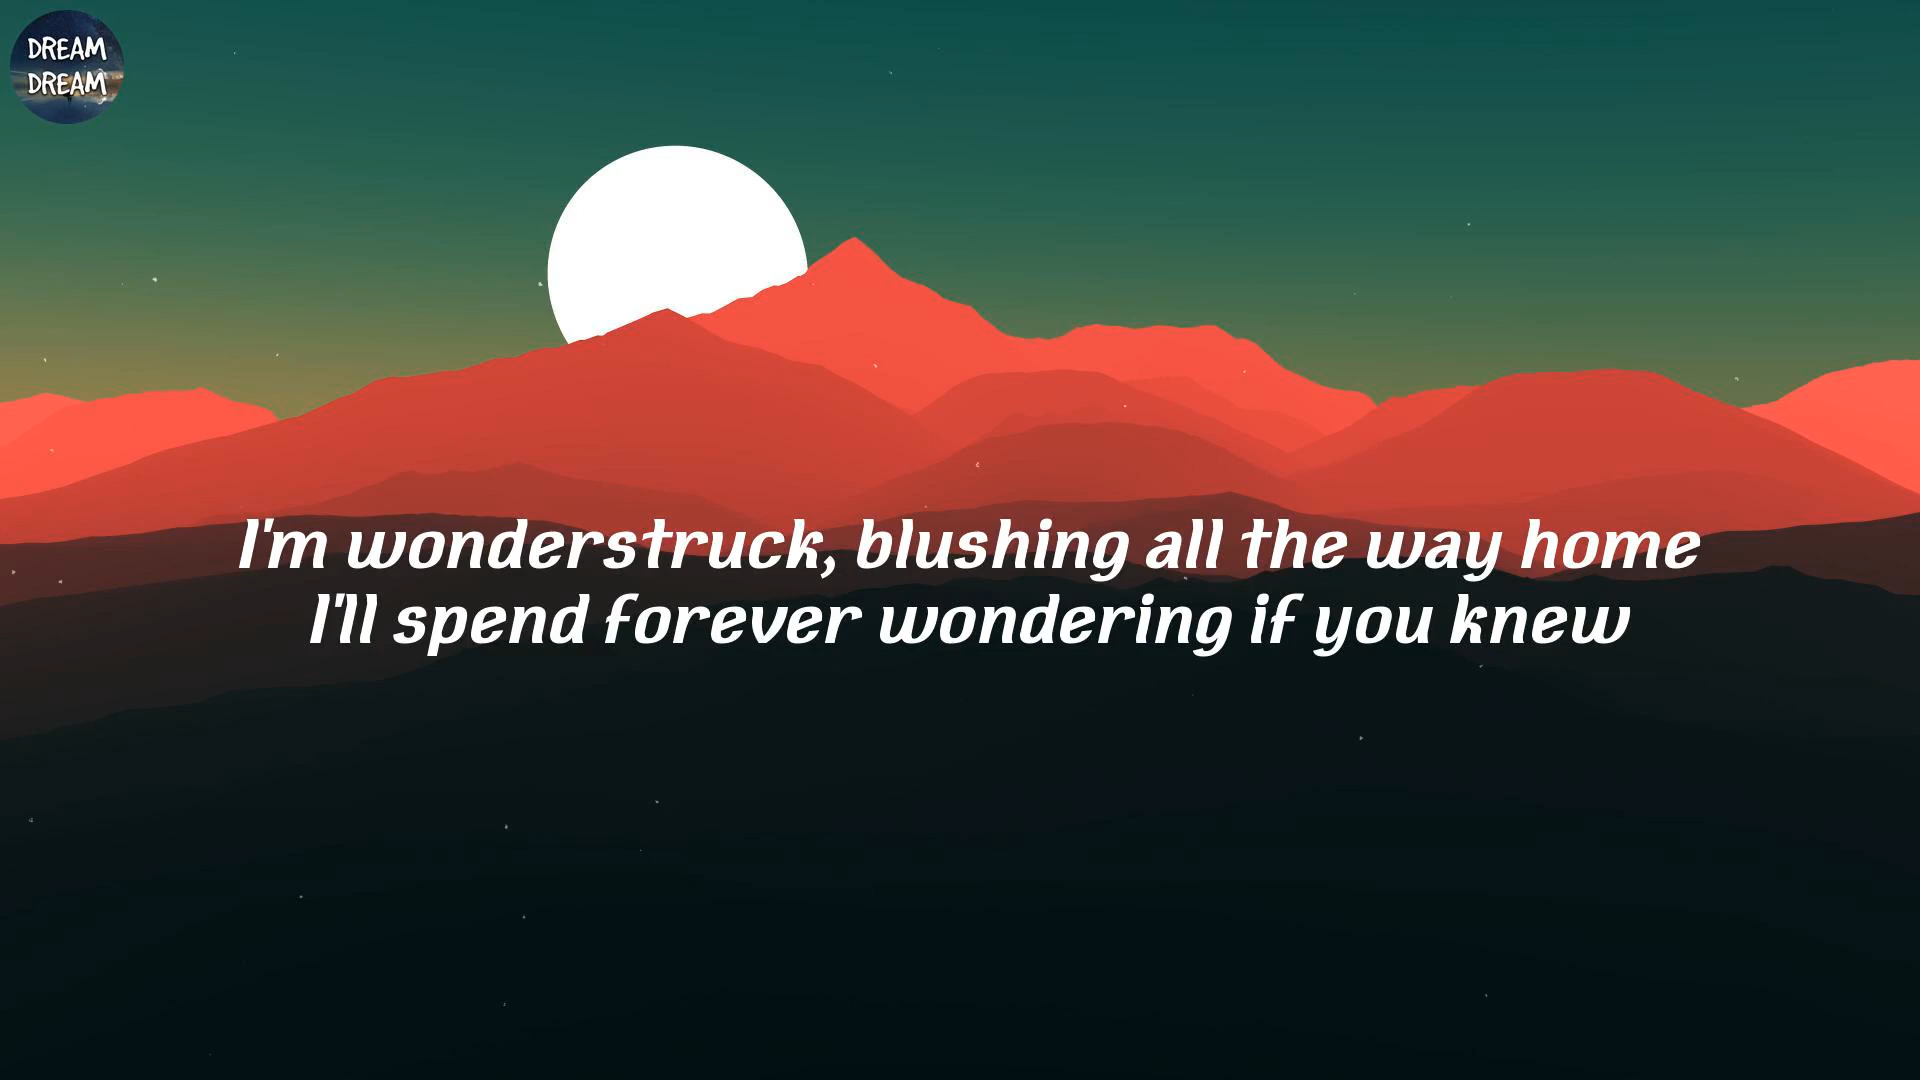 DREAM
DREAM
I'm wonderstruck, blushing all the way home
I'll spend forever wondering if you knew